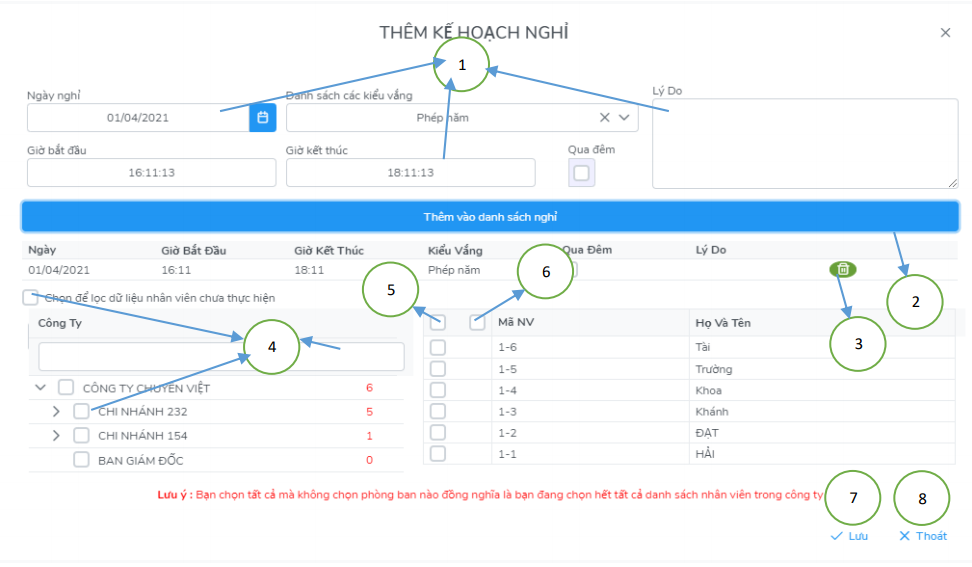 THÊM KẾ HOẠCH NGHỈ
1
Ngày nghỉ
Danh sách các kiểu vắng
Lý Do
01/04/2021
Phép năm
Giờ bắt đầu
Giờ kết thúc
Qua đêm
16:11:13
18:11:13
Thêm vào danh sách nghỉ
Ngày Giờ Bắt Đầu Giờ Kết Thúc Kiểu Vắng Qua Đêm Lý Do
01/04/2021 16:11 18:11 Phép năm
6
5
2
Chọn để lọc dữ liệu nhân viên chưa thực hiện
Công Ty
Mã NV Họ Và Tên
4
3
1-6 Tài
1-5 Trường
CÔNG TY CHUYÊN VIỆT 6
1-4 Khoa
CHI NHÁNH 232 5
1-3 Khánh
CHI NHÁNH 154 1
1-2 ĐẠT
BAN GIÁM ĐỐC 0
1-1 HẢI
Lưu ý : Bạn chọn tất cả mà không chọn phòng ban nào đồng nghĩa là bạn đang chọn hết tất cả danh sách nhân viên trong công ty
7
8
Lưu
Thoát